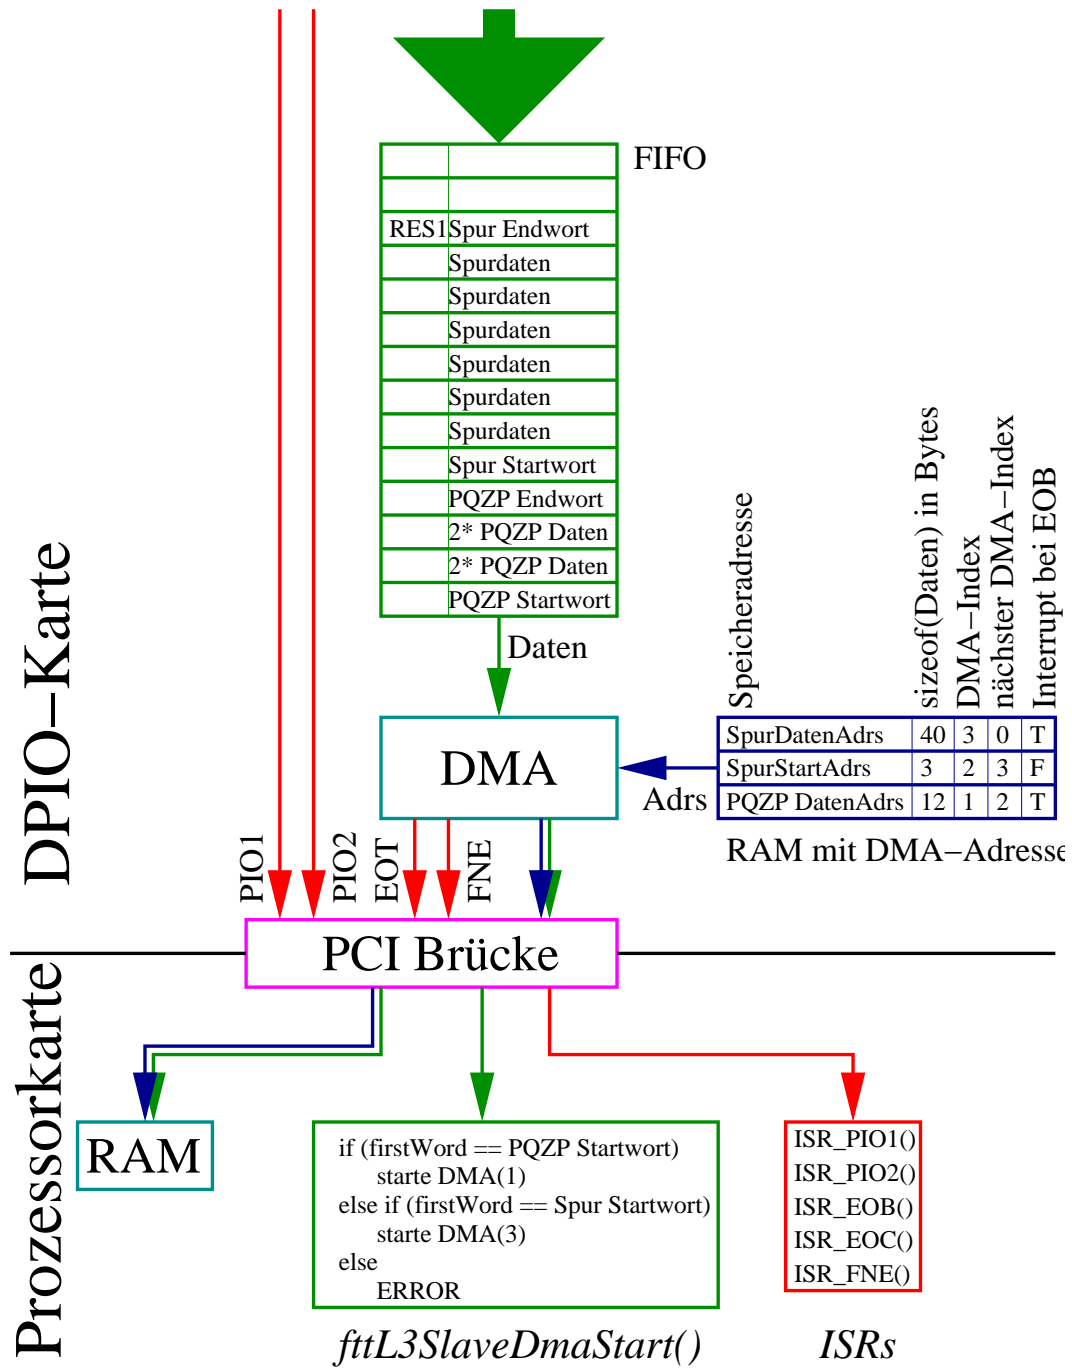 FIFO
RES1 Spur Endwort
Spurdaten
Spurdaten
Spurdaten
Spurdaten
Spurdaten
Spurdaten
Spur Startwort
PQZP Endwort
2* PQZP Daten
2* PQZP Daten
PQZP Startwort
Daten
DPIO−Karte
Speicheradresse
sizeof(Daten) in Bytes
DMA−Index
nächster DMA−Index
Interrupt bei EOB
SpurDatenAdrs 40 3 0 T
SpurStartAdrs 3 2 3 F
PQZP DatenAdrs 12 1 2 T
DMA
Adrs
RAM mit DMA−Adresse
PIO1
PIO2
EOT
FNE
PCI Brücke
Prozessorkarte
RAM
if (firstWord == PQZP Startwort)
starte DMA(1)
else if (firstWord == Spur Startwort)
starte DMA(3)
else
ERROR
fttL3SlaveDmaStart()
ISR_PIO1()
ISR_PIO2()
ISR_EOB()
ISR_EOC()
ISR_FNE()
ISRs